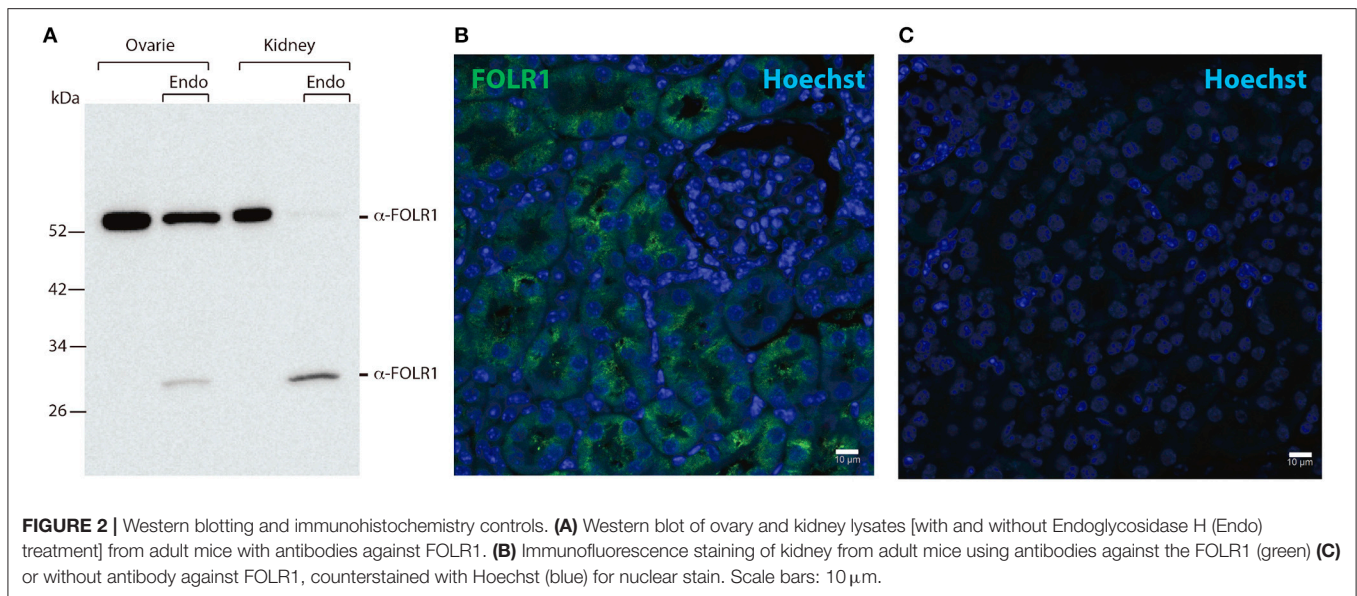 A
Ovarie Kidney
Endo Endo
kDa
52
42
34
26
α-FOLR1
α-FOLR1
B
FOLR1 Hoechst
10 µm
C
Hoechst
10 µm
FIGURE 2 | Western blotting and immunohistochemistry controls. (A) Western blot of ovary and kidney lysates [with and without Endoglycosidase H (Endo)
treatment] from adult mice with antibodies against FOLR1. (B) Immunofluorescence staining of kidney from adult mice using antibodies against the FOLR1 (green) (C)
or without antibody against FOLR1, counterstained with Hoechst (blue) for nuclear stain. Scale bars: 10 µm.